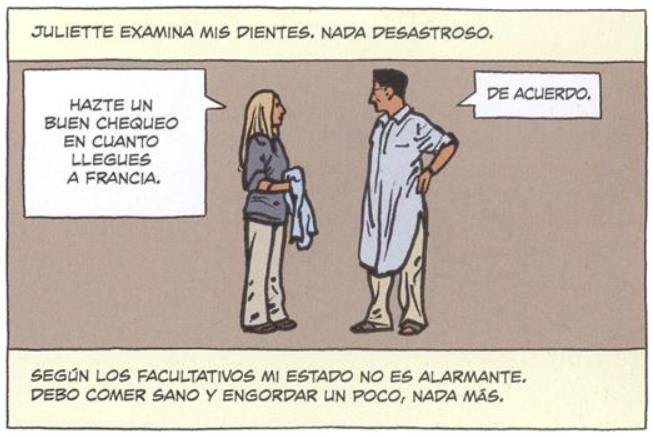 JULIETTE EXAMINA MIS DIENTES. NADA DESASTROSO.
HAZTE UN
BUEN CHEQUEO
EN CUANTO
LLEGUES
A FRANCIA.
DE ACUERDO.
SEGÚN LOS FACULTATIVOS MI ESTADO NO ES ALARMANTE.
DEBO COMER SANO Y ENGORDAR UN POCO, NADA MÁS.